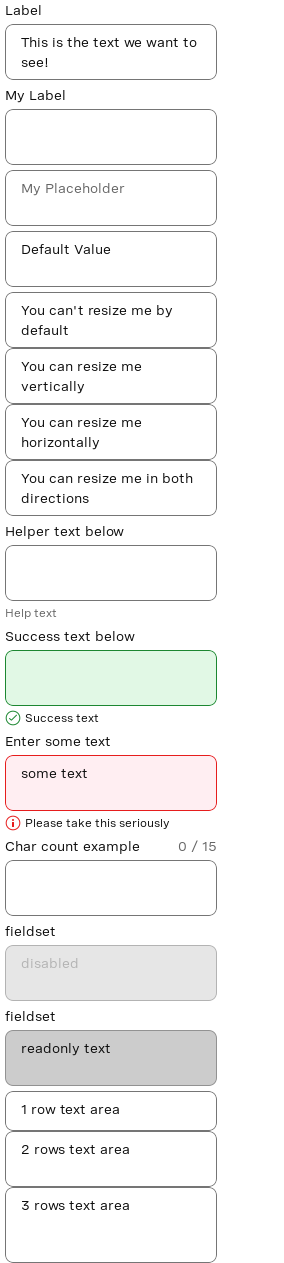 Label
This is the text we want to
see!
My Label
My Placeholder
Default Value
You can't resize me by
default
You can resize me
vertically
You can resize me
horizontally
You can resize me in both
directions
Helper text below
Help text
Success text below
Success text
Enter some text
some text
Please take this seriously
Char count example 0 / 15
fieldset
disabled
fieldset
readonly text
1 row text area
2 rows text area
3 rows text area